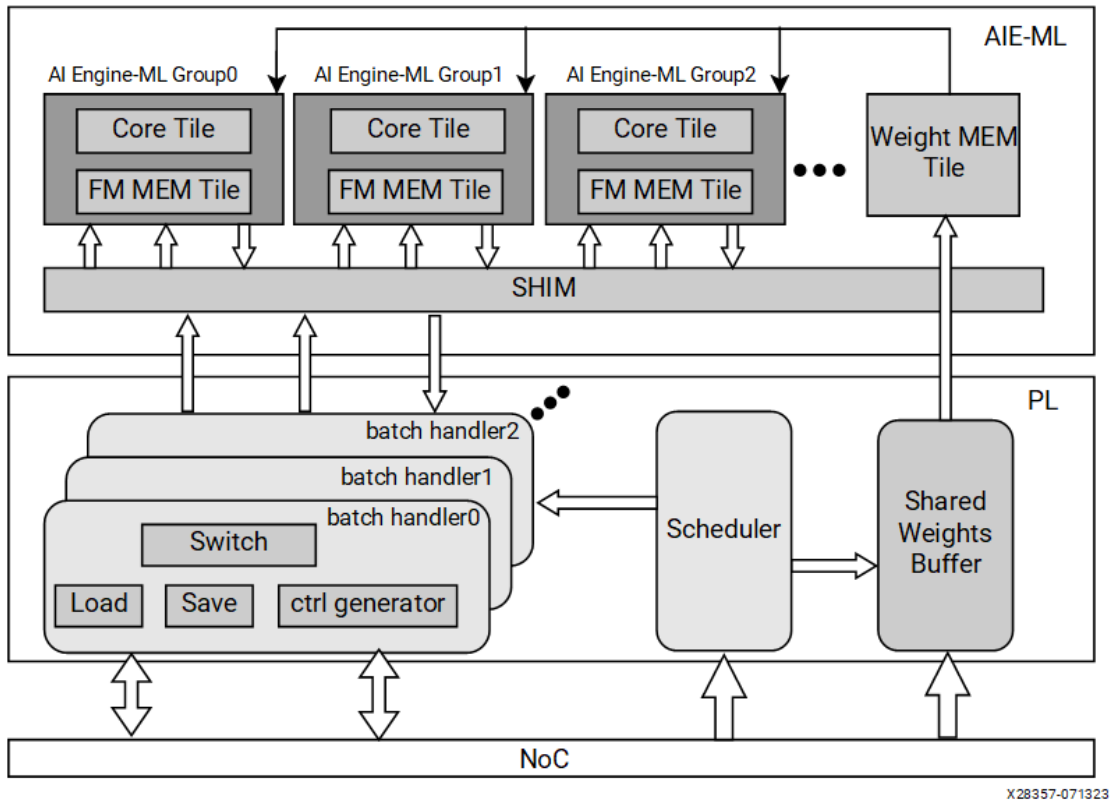 AIE-ML
AI Engine-ML Group0
AI Engine-ML Group1
AI Engine-ML Group2
Core Tile
Core Tile
Core Tile
Weight MEM
Tile
FM MEM Tile
FM MEM Tile
FM MEM Tile
SHIM
PL
batch handler2
batch handler1
batch handler0
Switch
Load
Save
ctrl generator
Scheduler
Shared
Weights
Buffer
NoC
X28357-071323